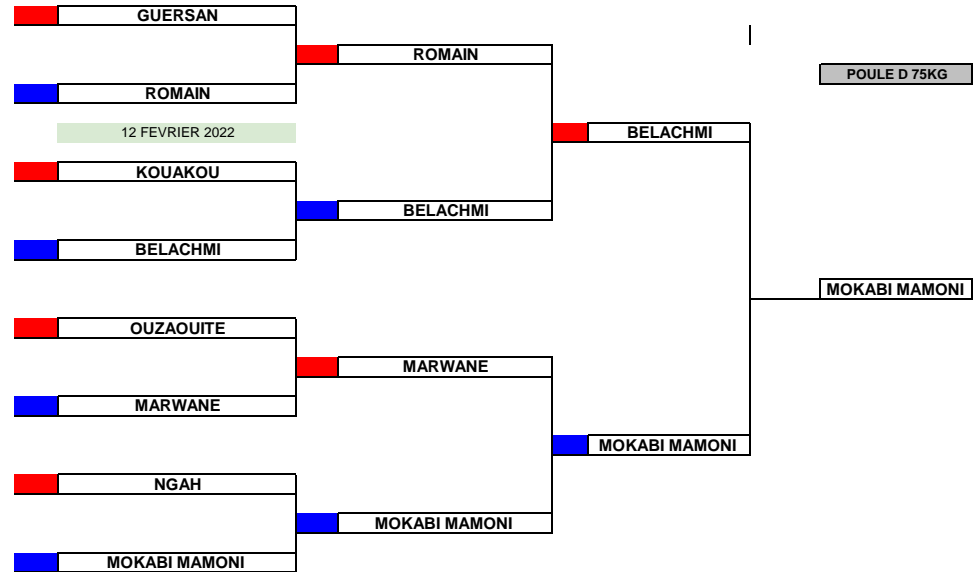 GUERSAN
ROMAIN
POULE D 75KG
ROMAIN
12 FEVRIER 2022
BELACHMI
KOUAKOU
BELACHMI
BELACHMI
MOKABI MAMONI
OUZAOUITE
MARWANE
MARWANE
MOKABI MAMONI
NGAH
MOKABI MAMONI
MOKABI MAMONI